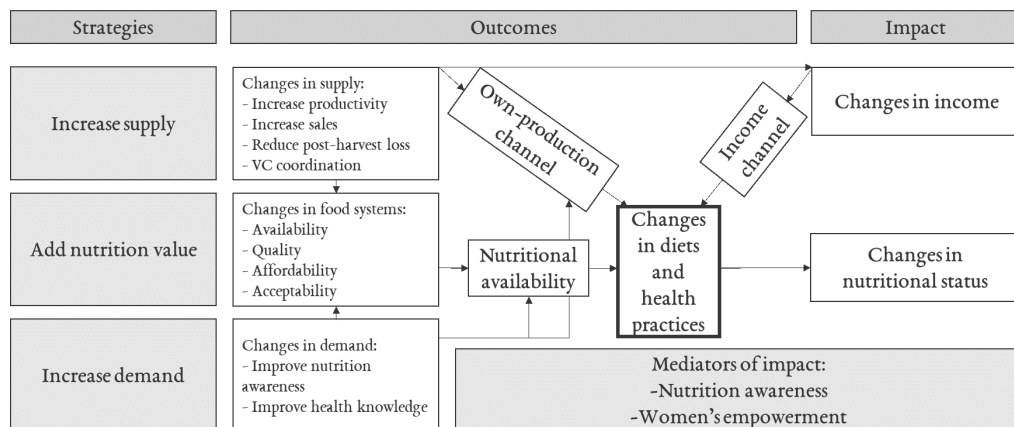 Strategies
Outcomes
Impact
Increase supply
Changes in supply:
- Increase productivity
- Increase sales
- Reduce post-harvest loss
- VC coordination
Own-production
channel
Income
channel
Changes in income
Add nutrition value
Changes in food systems:
- Availability
- Quality
- Affordability
- Acceptability
Nutritional
availability
Changes
in diets
and
health
practices
Changes in
nutritional status
Increase demand
Changes in demand:
- Improve nutrition
awareness
- Improve health knowledge
Mediators of impact:
-Nutrition awareness
-Women's empowerment